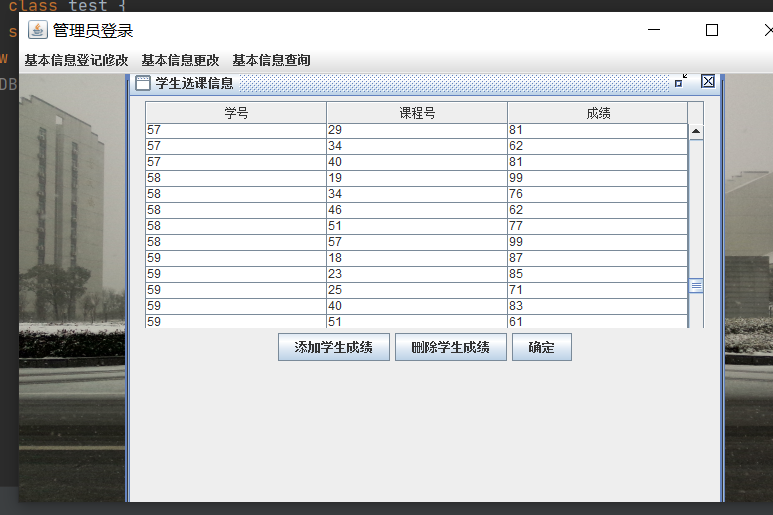 class test {
s
管理员登录
w
基本信息登记修改 基本信息更改 基本信息查询
DB
学生选课信息
学号 课程号 成绩
57 29 81
57 34 62
57 40 81
58 19 99
58 34 76
58 46 62
58 51 77
58 57 99
59 18 87
59 23 85
59 25 71
59 40 83
59 51 61
添加学生成绩 删除学生成绩 确定